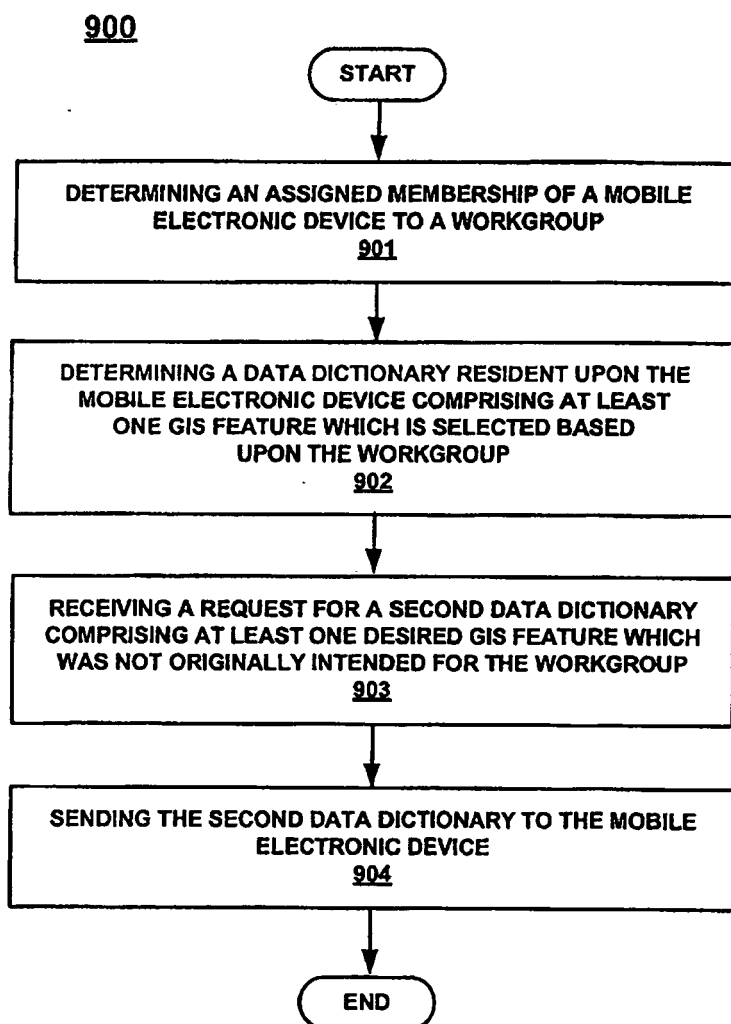 900
START
DETERMINING AN ASSIGNED MEMBERSHIP OF A MOBILE
ELECTRONIC DEVICE TO A WORKGROUP
901
DETERMINING A DATA DICTIONARY RESIDENT UPON THE
MOBILE ELECTRONIC DEVICE COMPRISING AT LEAST
ONE GIS FEATURE WHICH IS SELECTED BASED
UPON THE WORKGROUP
902
RECEIVING A REQUEST FOR A SECOND DATA DICTIONARY
COMPRISING AT LEAST ONE DESIRED GIS FEATURE WHICH
WAS NOT ORIGINALLY INTENDED FOR THE WORKGROUP
903
SENDING THE SECOND DATA DICTIONARY TO THE MOBILE
ELECTRONIC DEVICE
904
END